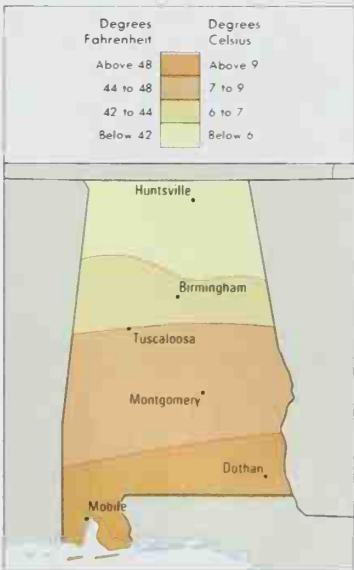 Degrees Fahrenheit
Degrees Celsius
Above 48
Above 9
44 to 48
7 to 9
42 to 44
6 to 7
Below 42
Below 6
Huntsville
Birmingham
Tuscaloosa
Montgomery
Dothan
Mobile